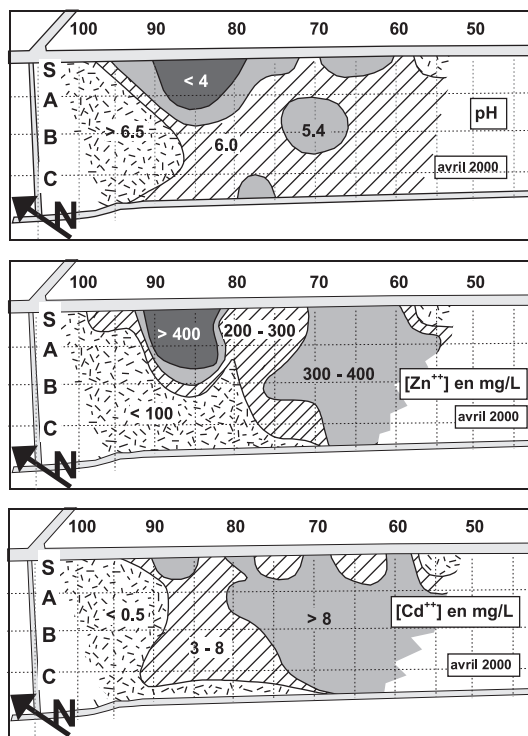 100 90 80 70 60 50
S
A
B
C
< 4
> 6.5
6.0
5.4
pH
avril 2000
N
100 90 80 70 60 50
S
A
B
C
> 400
200 - 300
300 - 400
< 100
[Zn++] en mg/L
avril 2000
N
100 90 80 70 60 50
S
A
B
C
< 0.5
3 - 8
> 8
[Cd++] en mg/L
avril 2000
N